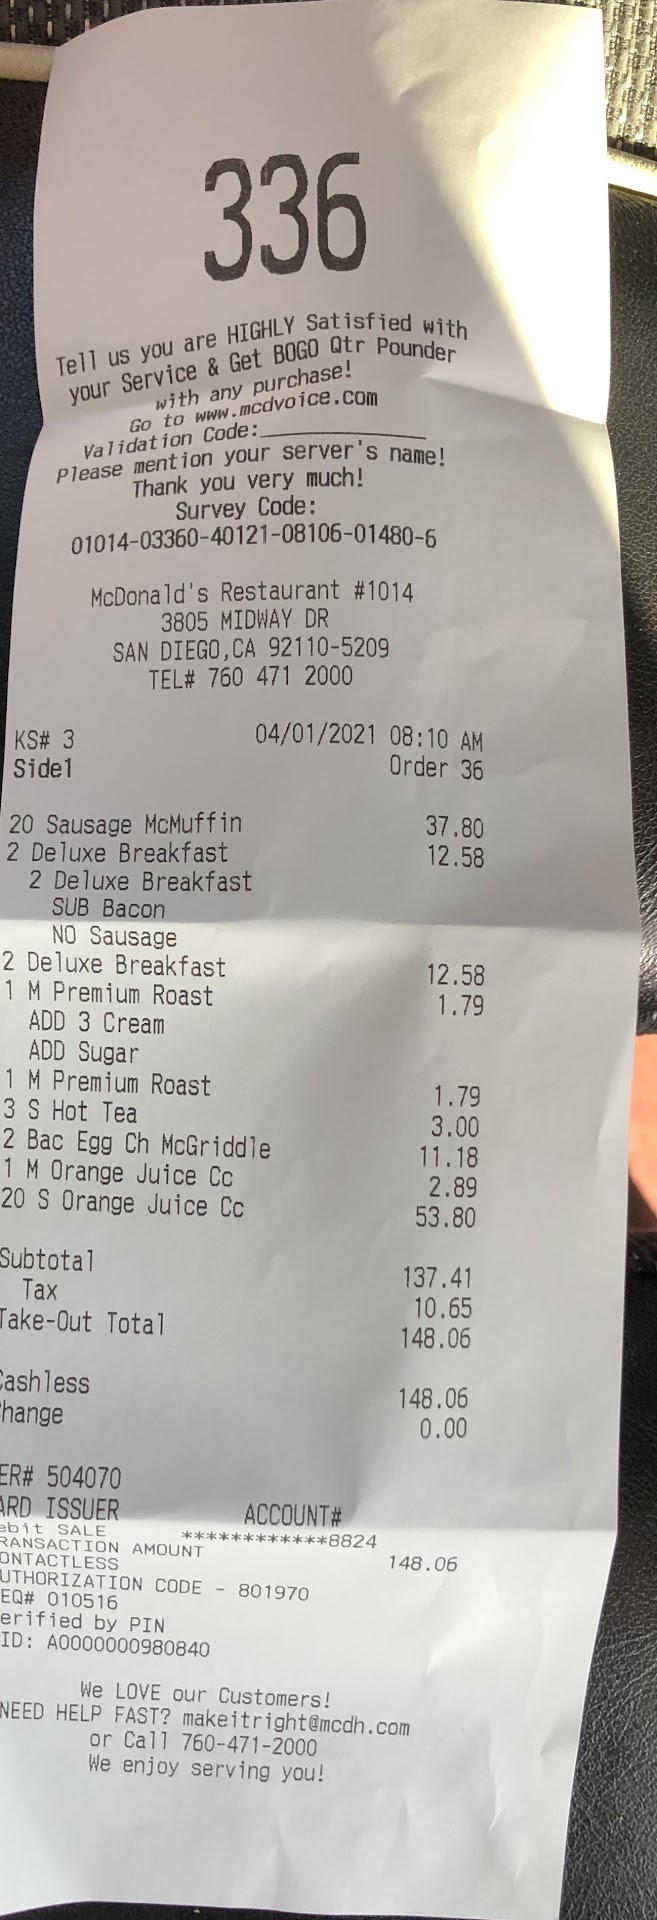 336
Tell us you are HIGHLY Satisfied with
your Service & Get BOGO Qtr Pounder
with any purchase!
Go to www.mcdvoice.com
Validation Code:_______________
Please mention your server's name!
Thank you very much!
Survey Code:
01014-03360-40121-08106-01480-6
McDonald's Restaurant #1014
3805 MIDWAY DR
SAN DIEGO,CA 92110-5209
TEL# 760 471 2000
KS# 3 04/01/2021 08:10 AM
Side1 Order 36
20 Sausage McMuffin 37.80
2 Deluxe Breakfast 12.58
2 Deluxe Breakfast
SUB Bacon
NO Sausage
2 Deluxe Breakfast 12.58
1 M Premium Roast 1.79
ADD 3 Cream
ADD Sugar
1 M Premium Roast 1.79
3 S Hot Tea 3.00
2 Bac Egg Ch McGriddle 11.18
1 M Orange Juice Cc 2.89
20 S Orange Juice Cc 53.80
Subtotal 137.41
Tax 10.65
Take-Out Total 148.06
Cashless 148.06
hange 0.00
ER# 504070
ARD ISSUER ACCOUNT#
ebit SALE ************8824
RANSACTION AMOUNT 148.06
ONTACTLESS
UTHORIZATION CODE - 801970
EQ# 010516
erified by PIN
ID: A0000000980840
We LOVE our Customers!
NEED HELP FAST? makeitright@mcdh.com
or Call 760-471-2000
We enjoy serving you!